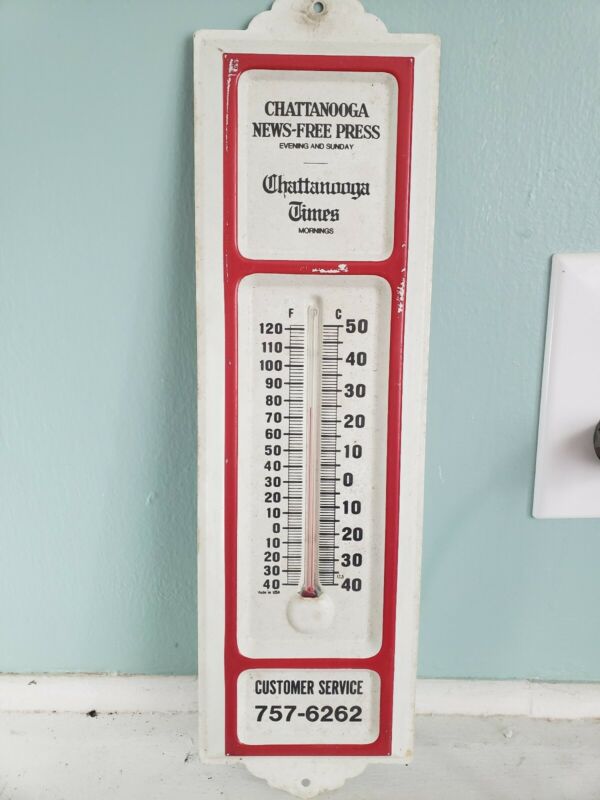 CHATTANOOGA
NEWS-FREE PRESS
EVENING AND SUNDAY
Chattanooga
Times
MORNINGS
F C
120 50
110
100 40
90
80 30
70 20
60
50 10
40
30 0
20
10 10
0
10 20
20
30 30
40 40
Made in USA
CUSTOMER SERVICE
757-6262